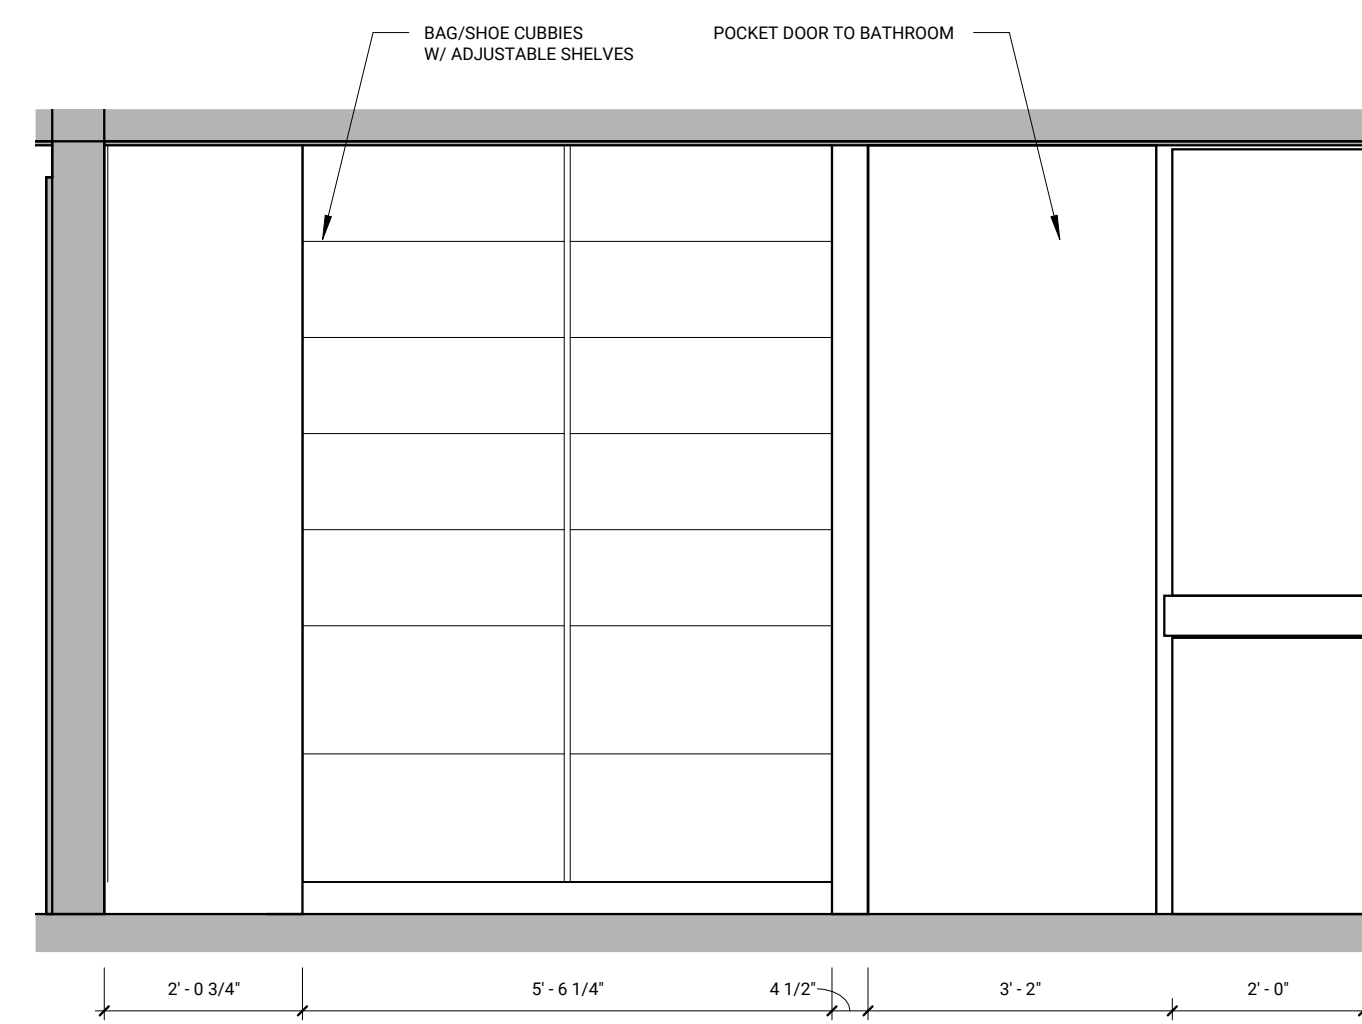 BAG/SHOE CUBBIES
W/ ADJUSTABLE SHELVES
POCKET DOOR TO BATHROOM
2' - 0 3/4"
5' - 6 1/4"
4 1/2"
3' - 2"
2' - 0"